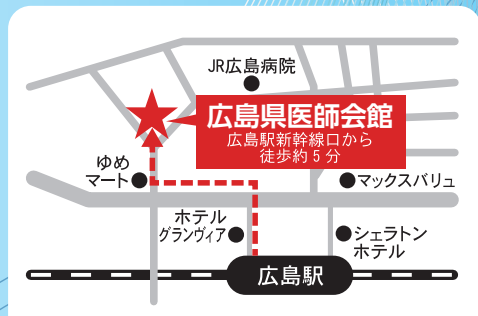 JR広島病院
広島県医師会館
広島駅新幹線口から
徒歩約5分
ゆめ
マート
マックスバリュ
ホテル
グランヴィア
シェラトン
ホテル
広島駅